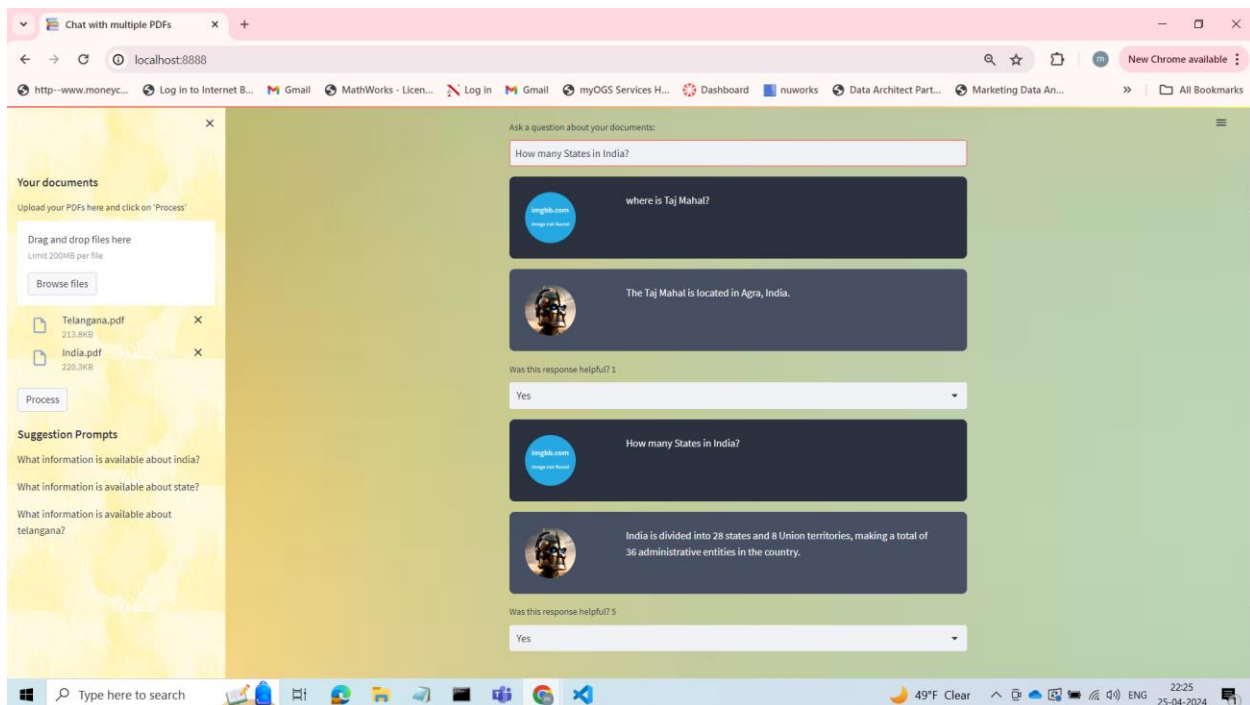 Chat with multiple PDFs
localhost:8888
New Chrome available
http--www.moneyc... Log in to Internet B... Gmail MathWorks - Licen... Log in Gmail myOGS Services H... Dashboard nuworks Data Architect Part... Marketing Data An... » All Bookmarks
Your documents
Upload your PDFs here and click on 'Process'
Drag and drop files here
Limit 200MB per file
Browse files
Telangana.pdf
213.8KB
India.pdf
220.3KB
Process
Suggestion Prompts
What information is available about india?
What information is available about state?
What information is available about
telangana?
Ask a question about your documents:
How many States in India?
imgbb.com
image not found
where is Taj Mahal?
The Taj Mahal is located in Agra, India.
Was this response helpful? 1
Yes
imgbb.com
image not found
How many States in India?
India is divided into 28 states and 8 Union territories, making a total of
36 administrative entities in the country.
Was this response helpful? 5
Yes
Type here to search
49°F Clear
ENG
22:25
25-04-2024